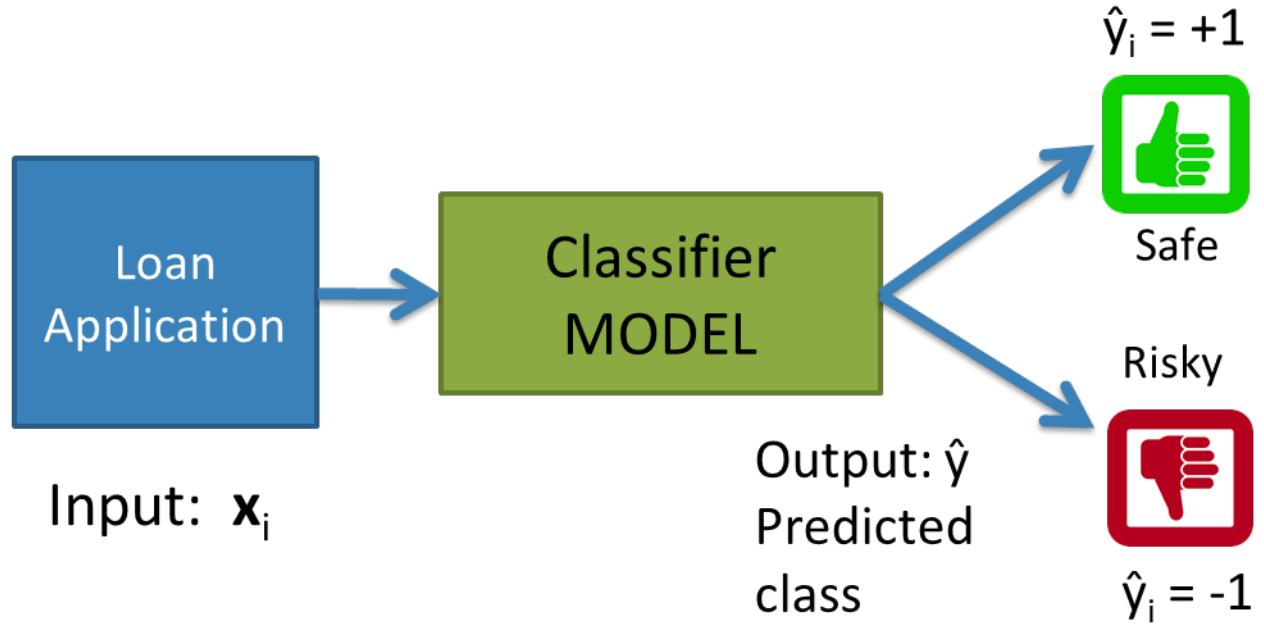 Loan
Application
Input: xᵢ
Classifier
MODEL
Output: ŷ
Predicted
class
ŷᵢ = +1
Safe
Risky
ŷᵢ = -1